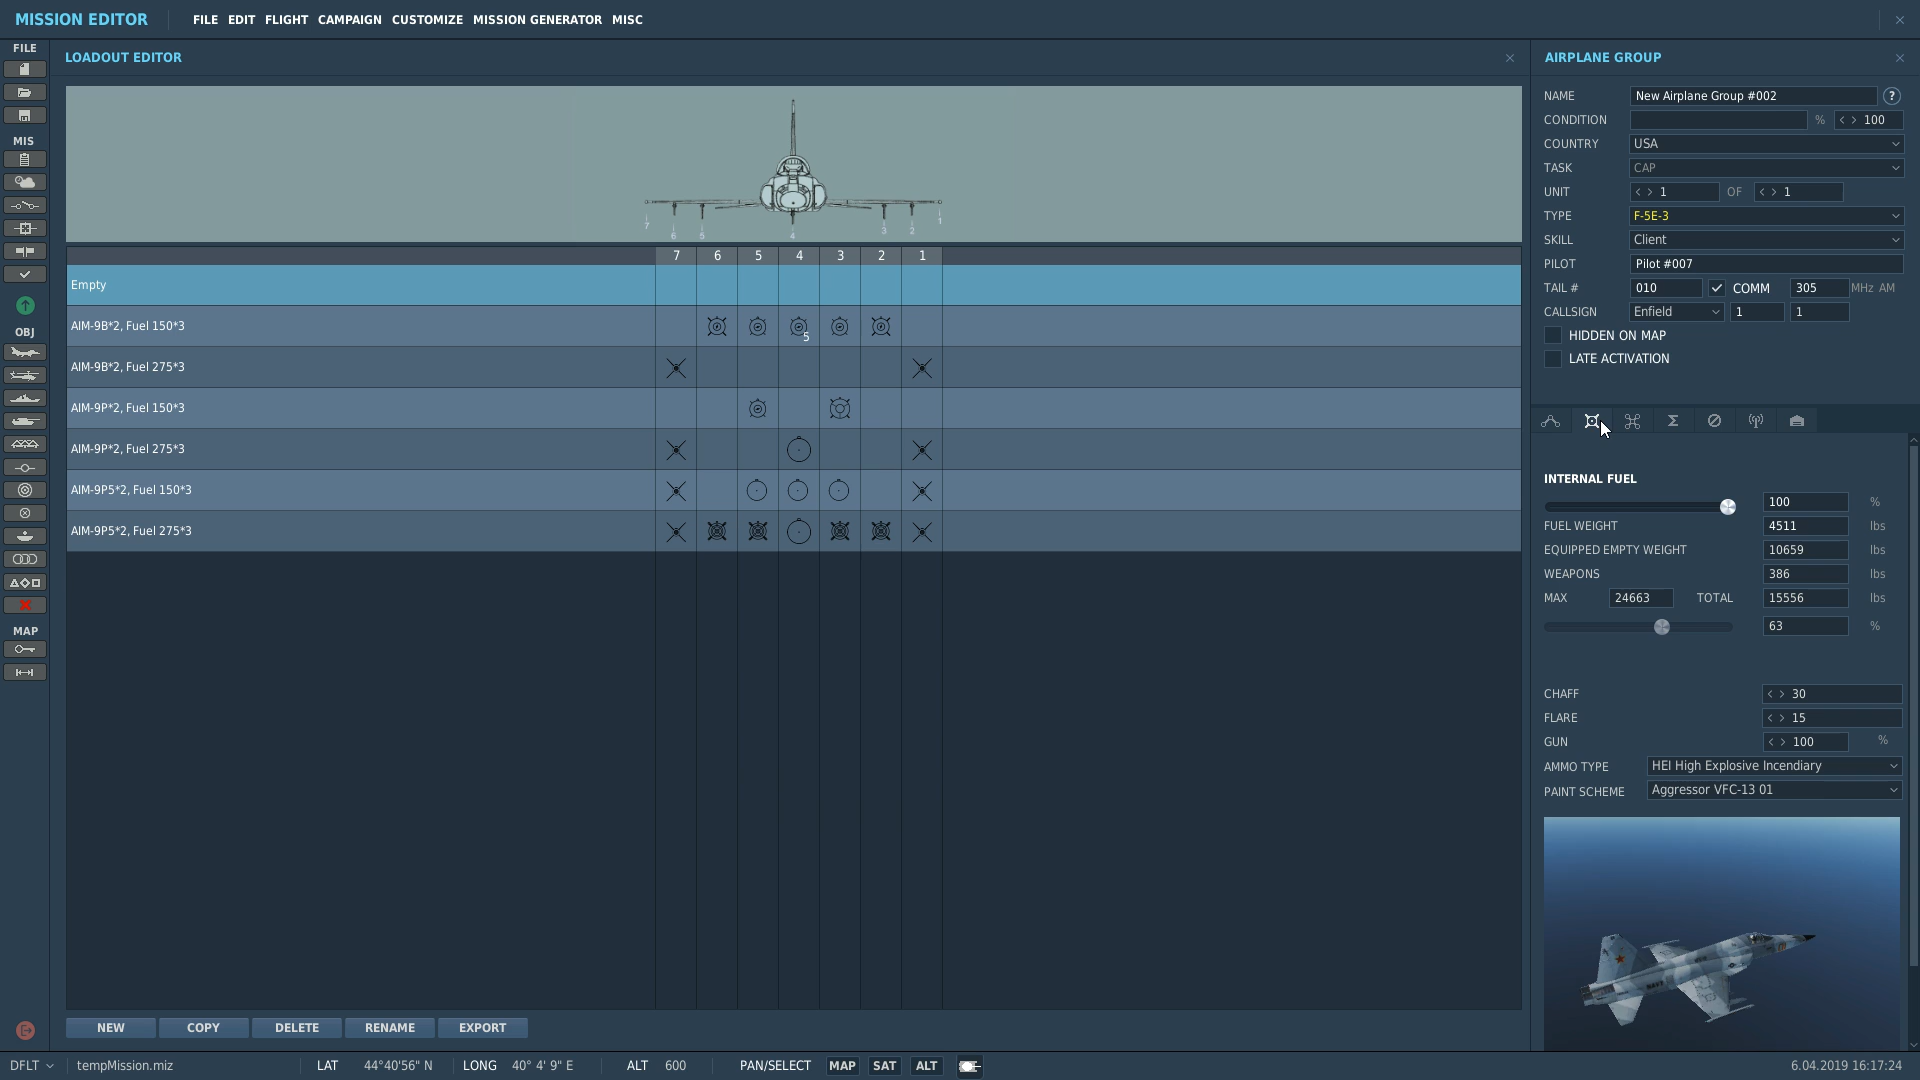 MISSION EDITOR FILE EDIT FLIGHT CAMPAIGN CUSTOMIZE MISSION GENERATOR MISC
FILE
MIS
OBJ
MAP
LOADOUT EDITOR
7 6 5 4 3 2 1
7 6 5 4 3 2 1
Empty
AIM-9B*2, Fuel 150*3
5
AIM-9B*2, Fuel 275*3
AIM-9P*2, Fuel 150*3
AIM-9P*2, Fuel 275*3
AIM-9P5*2, Fuel 150*3
AIM-9P5*2, Fuel 275*3
NEW COPY DELETE RENAME EXPORT
AIRPLANE GROUP
NAME New Airplane Group #002 ?
CONDITION % < > 100
COUNTRY USA
TASK CAP
UNIT < > 1 OF < > 1
TYPE F-5E-3
SKILL Client
PILOT Pilot #007
TAIL # 010 COMM 305 MHz AM
CALLSIGN Enfield 1 1
HIDDEN ON MAP
LATE ACTIVATION
INTERNAL FUEL
100 %
FUEL WEIGHT 4511 lbs
EQUIPPED EMPTY WEIGHT 10659 lbs
WEAPONS 386 lbs
MAX 24663 TOTAL 15556 lbs
63 %
CHAFF < > 30
FLARE < > 15
GUN < > 100 %
AMMO TYPE HEI High Explosive Incendiary
PAINT SCHEME Aggressor VFC-13 01
DFLT tempMission.miz LAT 44°40'56" N LONG 40° 4' 9" E ALT 600 PAN/SELECT MAP SAT ALT 6.04.2019 16:17:24